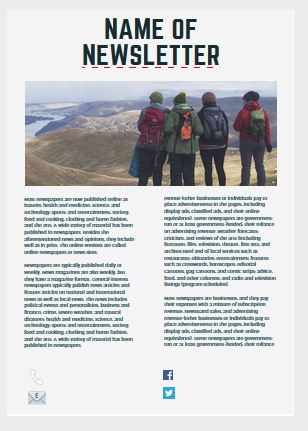 NAME OF
NEWSLETTER
Most newspapers are now published online as
features: health and medicine, science, and
technology, sports; and entertainment, society,
food and cooking, clothing and home fashion,
and the arts. A wide variety of material has been
published in newspapers. besides the
aforementioned news and opinions, they include
well as in print. The online versions are called
online newspapers or news sites.
Newspapers are typically published daily or
weekly. News magazines are also weekly, but
they have a magazine format. General-interest
newspapers typically publish news articles and
feature articles on national and international
news as well as local news. The news includes
political events and personalities, business and
finance, crime, severe weather, and natural
disasters; health and medicine, science, and
technology; sports; and entertainment, society,
food and cooking, clothing and home fashion,
and the arts. A wide variety of material has been
published in newspapers.
E
revenue (other businesses or individuals pay to
place advertisements in the pages, including
display ads, classified ads, and their online
equivalents). Some newspapers are government-
run or at least government-funded; their reliance
on advertising revenue weather forecasts,
criticism, and reviews of the arts (including
literature, film, television, theater, fine arts, and
architecture) and of local services such as
restaurants; obituaries, entertainment features
such as crosswords, horoscopes, editorial
cartoons, gag cartoons, and comic strips; advice,
food, and other columns; and radio and television
listings (program schedules).
Most newspapers are businesses, and they pay
their expenses with a mixture of subscription
revenue, newsstand sales, and advertising
revenue (other businesses or individuals pay to
place advertisements in the pages, including
display ads, classified ads, and their online
equivalents). Some newspapers are government-
run or at least government-funded; their reliance